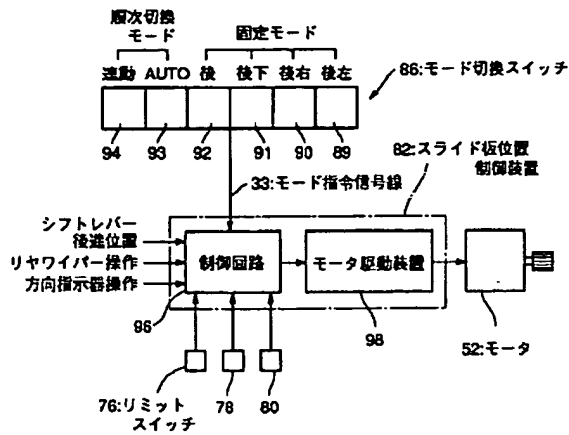 順次切換
モード
固定モード
連動 AUTO 後 後下 後右 後左
86:モード切換スイッチ
94 93 92 91 90 89
82:スライド板位置
制御装置
33:モード指令信号線
シフトレバー
後進位置
リヤワイパー操作
方向指示器操作
制御回路
モータ駆動装置
96
98
52:モータ
76:リミット
スイッチ
78
80